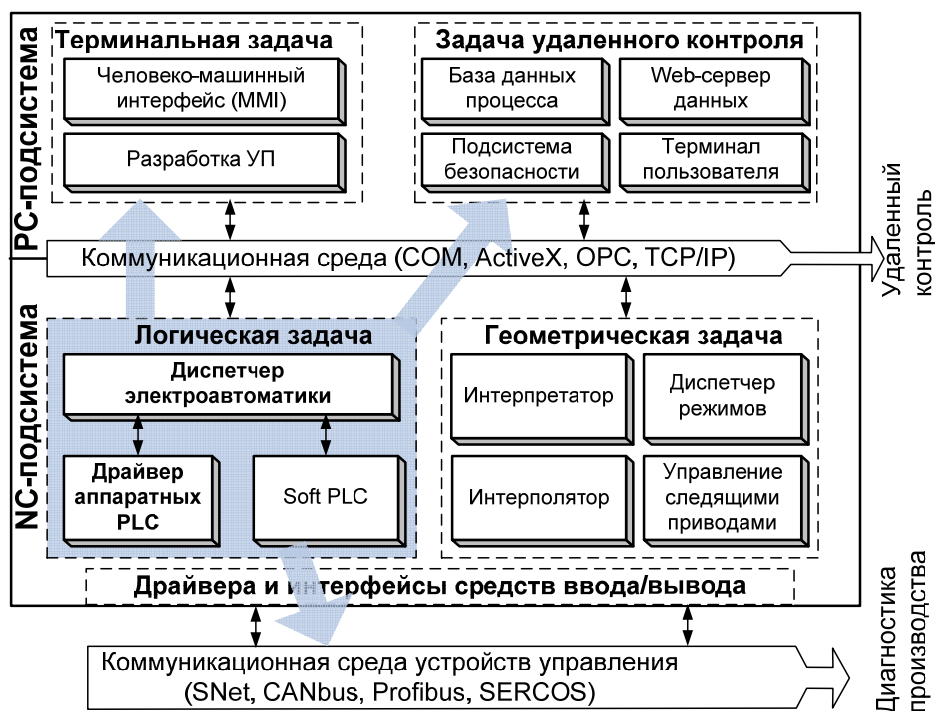 PC-подсистема
Терминальная задача
Человеко-машинный
интерфейс (MMI)
Разработка УП
Задача удаленного контроля
База данных
процесса
Web-сервер
данных
Подсистема
безопасности
Терминал
пользователя
Коммуникационная среда (COM, ActiveX, OPC, TCP/IP)
Удаленный
контроль
NC-подсистема
Логическая задача
Диспетчер
электроавтоматики
Драйвер
аппаратных
PLC
Soft PLC
Геометрическая задача
Интерпретатор
Диспетчер
режимов
Интерполятор
Управление
следящими
приводами
Драйвера и интерфейсы средств ввода/вывода
Коммуникационная среда устройств управления
(SNet, CANbus, Profibus, SERCOS)
Диагностика
производства